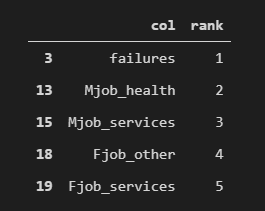 col rank
3 failures 1
13 Mjob_health 2
15 Mjob_services 3
18 Fjob_other 4
19 Fjob_services 5